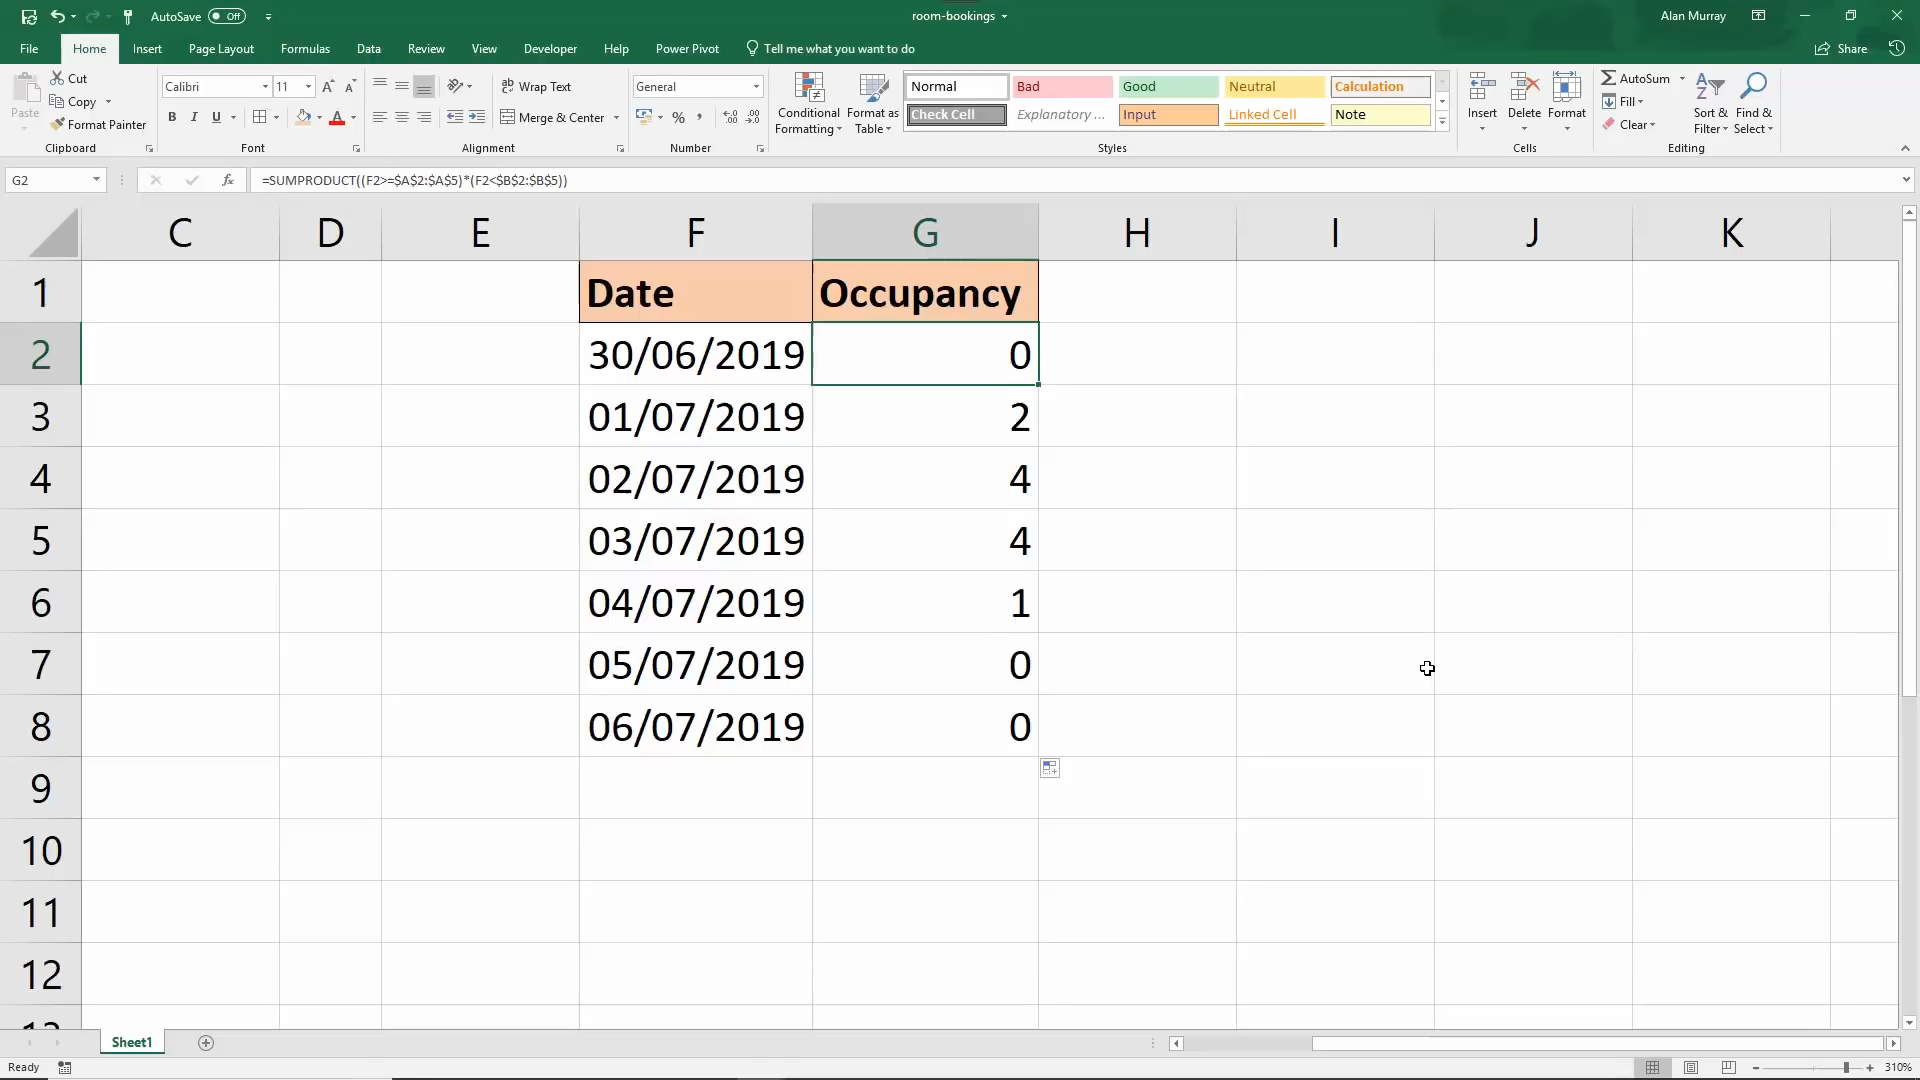 AutoSave Off
room-bookings
Alan Murray
File Home Insert Page Layout Formulas Data Review View Developer Help Power Pivot Tell me what you want to do
Share
Paste
Cut
Copy
Format Painter
Clipboard
Calibri 11
B I U
Font
Wrap Text
Merge & Center
Alignment
General
Number
Conditional Formatting
Format as Table
Normal Bad Good Neutral Calculation
Check Cell Explanatory ... Input Linked Cell Note
Styles
Insert Delete Format
Cells
AutoSum
Fill
Clear
Sort & Filter
Find & Select
Editing
G2 fx =SUMPRODUCT((F2>=$A$2:$A$5)*(F2<$B$2:$B$5))
C D E F G H I J K
1 Date Occupancy
2 30/06/2019 0
3 01/07/2019 2
4 02/07/2019 4
5 03/07/2019 4
6 04/07/2019 1
7 05/07/2019 0
8 06/07/2019 0
9
10
11
12
13
Sheet1
Ready
310%